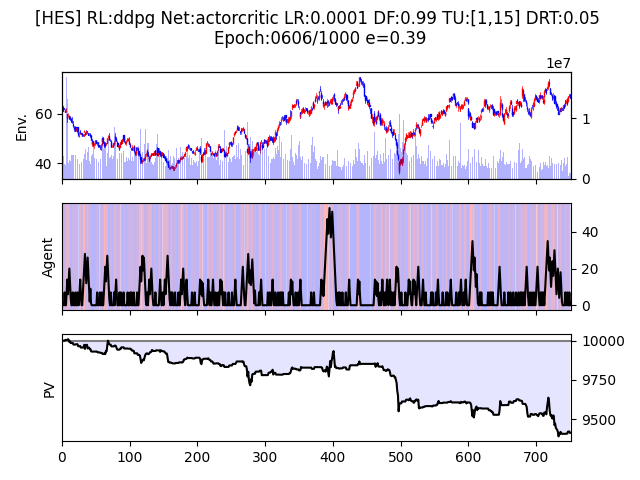 [HES] RL:ddpg Net:actorcritic LR:0.0001 DF:0.99 TU:[1,15] DRT:0.05
Epoch:0606/1000 e=0.39
1e7
Env.
60
40
1
0
Agent
40
20
0
PV
10000
9750
9500
0 100 200 300 400 500 600 700